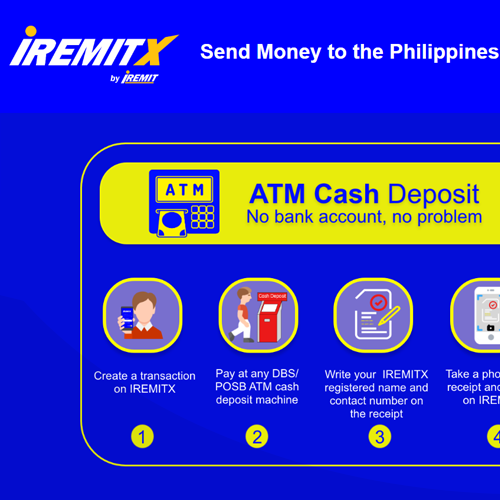 iREMITX
by iREMIT
Send Money to the Philippines
ATM
ATM Cash Deposit
No bank account, no problem
Cash Deposit
Create a transaction
on IREMITX
1
Pay at any DBS/
POSB ATM cash
deposit machine
2
Write your IREMITX
registered name and
contact number on
the receipt
3
Take a pho
receipt and
on IREM
4